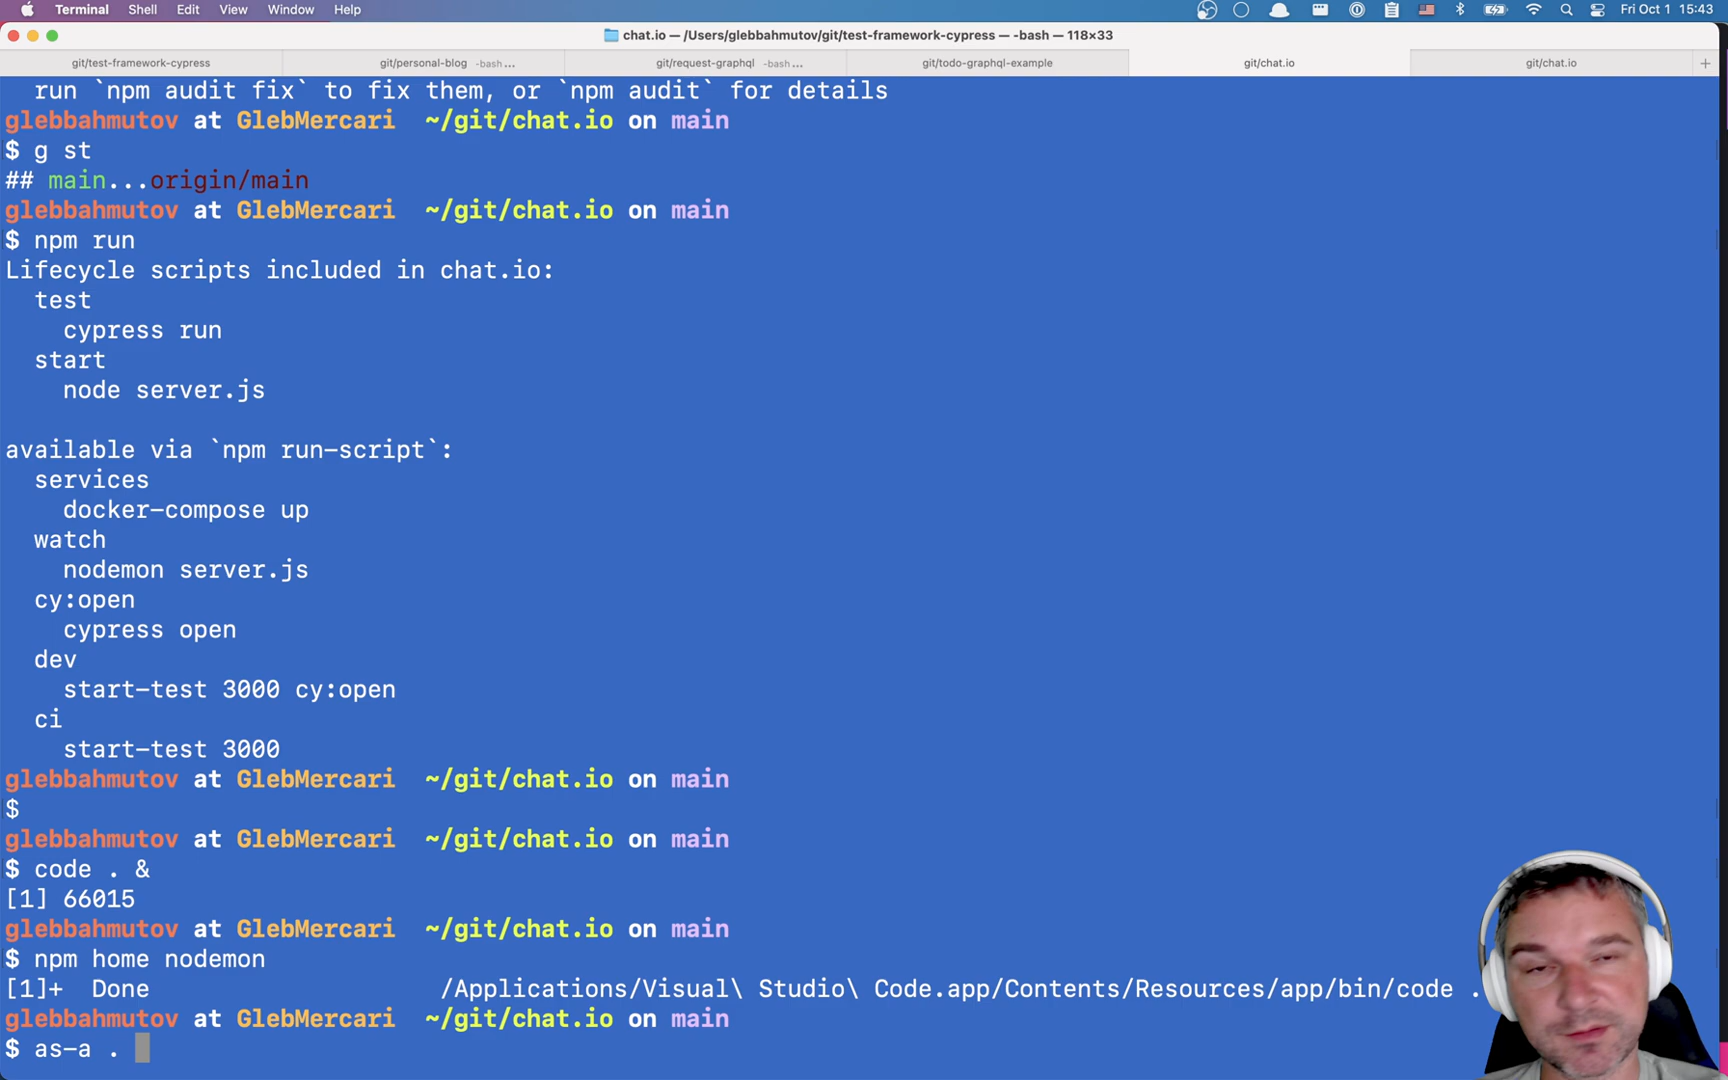 Terminal Shell Edit View Window Help Fri Oct 1 15:43
chat.io — /Users/glebbahmutov/git/test-framework-cypress — -bash — 118×33
git/test-framework-cypress git/personal-blog -bash... git/request-graphql -bash... git/todo-graphql-example git/chat.io git/chat.io +
run `npm audit fix` to fix them, or `npm audit` for details
glebbahmutov at GlebMercari ~/git/chat.io on main
$ g st
## main...origin/main
glebbahmutov at GlebMercari ~/git/chat.io on main
$ npm run
Lifecycle scripts included in chat.io:
test
cypress run
start
node server.js
available via `npm run-script`:
services
docker-compose up
watch
nodemon server.js
cy:open
cypress open
dev
start-test 3000 cy:open
ci
start-test 3000
glebbahmutov at GlebMercari ~/git/chat.io on main
$
glebbahmutov at GlebMercari ~/git/chat.io on main
$ code . &
[1] 66015
glebbahmutov at GlebMercari ~/git/chat.io on main
$ npm home nodemon
[1]+ Done /Applications/Visual\ Studio\ Code.app/Contents/Resources/app/bin/code .
glebbahmutov at GlebMercari ~/git/chat.io on main
$ as-a .